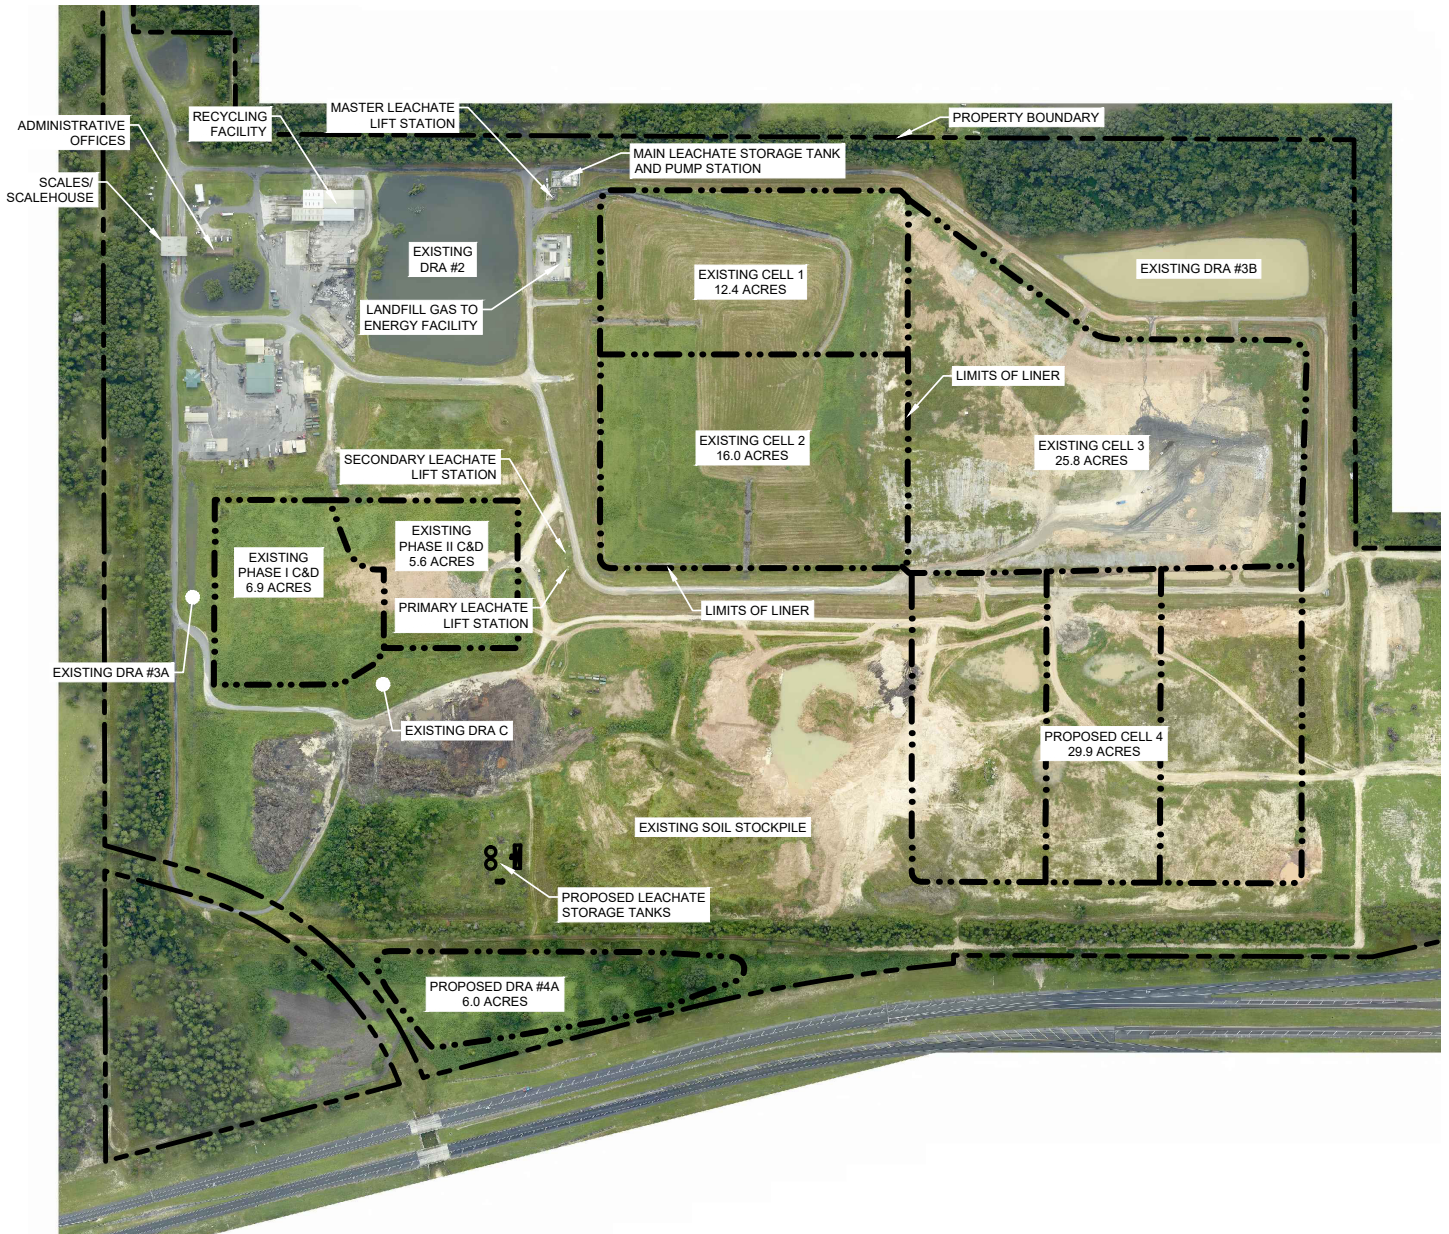 ADMINISTRATIVE
OFFICES
RECYCLING
FACILITY
MASTER LEACHATE
LIFT STATION
PROPERTY BOUNDARY
MAIN LEACHATE STORAGE TANK
AND PUMP STATION
SCALES/
SCALEHOUSE
EXISTING
DRA #2
EXISTING CELL 1
12.4 ACRES
EXISTING DRA #3B
LANDFILL GAS TO
ENERGY FACILITY
LIMITS OF LINER
EXISTING CELL 2
16.0 ACRES
EXISTING CELL 3
25.8 ACRES
SECONDARY LEACHATE
LIFT STATION
EXISTING
PHASE II C&D
5.6 ACRES
EXISTING
PHASE I C&D
6.9 ACRES
PRIMARY LEACHATE
LIFT STATION
LIMITS OF LINER
EXISTING DRA #3A
EXISTING DRA C
PROPOSED CELL 4
29.9 ACRES
EXISTING SOIL STOCKPILE
PROPOSED LEACHATE
STORAGE TANKS
PROPOSED DRA #4A
6.0 ACRES